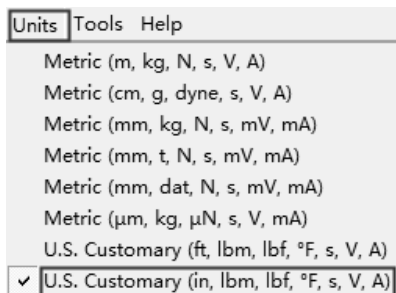 Units Tools Help
Metric (m, kg, N, s, V, A)
Metric (cm, g, dyne, s, V, A)
Metric (mm, kg, N, s, mV, mA)
Metric (mm, t, N, s, mV, mA)
Metric (mm, dat, N, s, mV, mA)
Metric (μm, kg, μN, s, V, mA)
U.S. Customary (ft, lbm, lbf, °F, s, V, A)
U.S. Customary (in, lbm, lbf, °F, s, V, A)